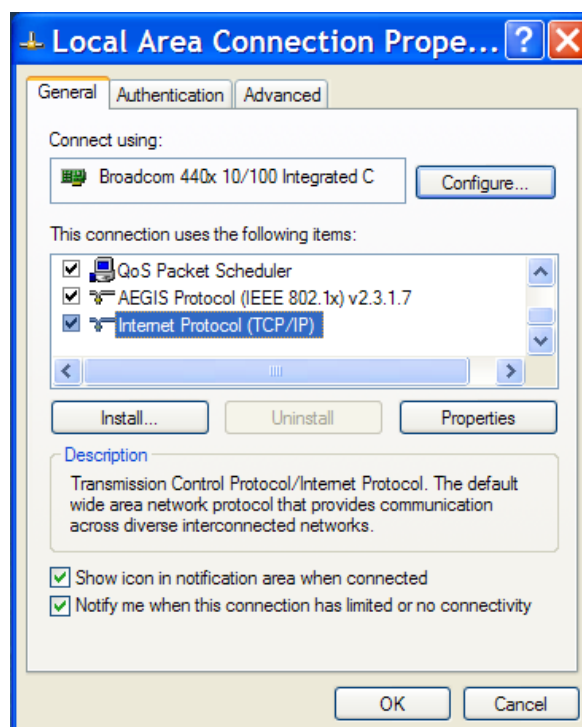 Local Area Connection Prope...
General
Authentication
Advanced
Connect using:
Broadcom 440x 10/100 Integrated C
Configure...
This connection uses the following items:
QoS Packet Scheduler
AEGIS Protocol (IEEE 802.1x) v2.3.1.7
Internet Protocol (TCP/IP)
Install...
Uninstall
Properties
Description
Transmission Control Protocol/Internet Protocol. The default
wide area network protocol that provides communication
across diverse interconnected networks.
Show icon in notification area when connected
Notify me when this connection has limited or no connectivity
OK
Cancel